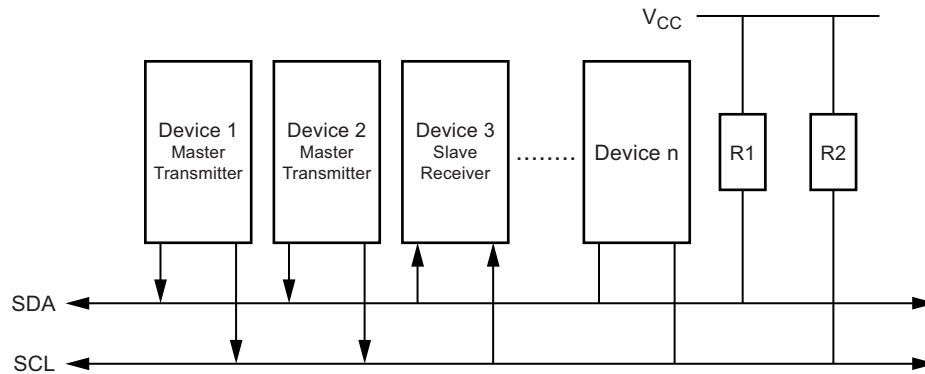 VCC
Device 1
Master
Transmitter
Device 2
Master
Transmitter
Device 3
Slave
Receiver
........
Device n
R1
R2
SDA
SCL